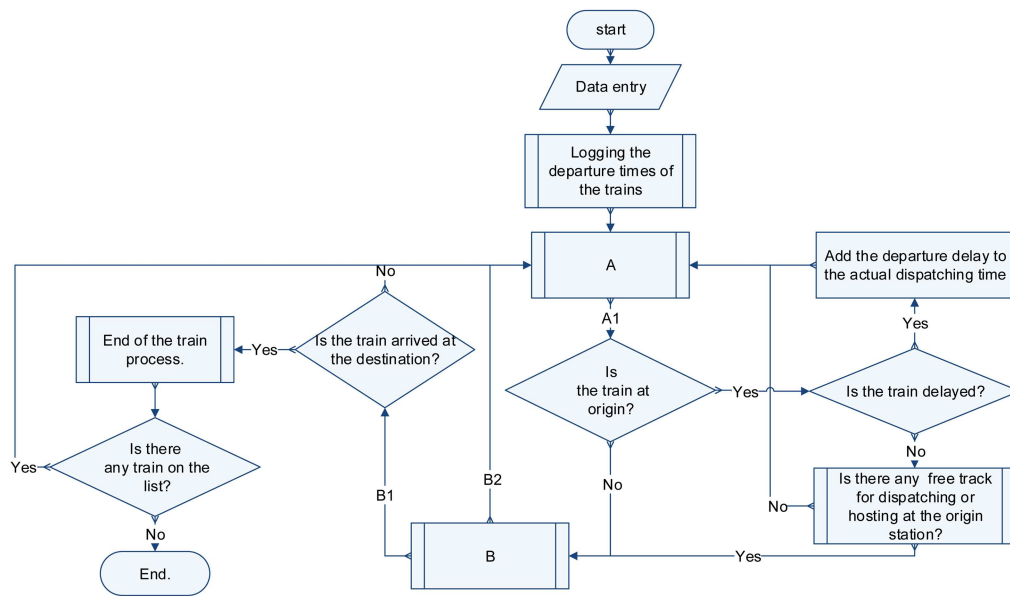 start
Data entry
Logging the
departure times of
the trains
A
Add the departure delay to
the actual dispatching time
No
A1
Yes
End of the train
process.
Yes
Is the train arrived at
the destination?
Is
the train at
origin?
Yes
Is the train delayed?
Is there
any train on the
list?
Yes
No
B1
B2
No
Is there any free track
for dispatching or
hosting at the origin
station?
No
No
B
Yes
End.